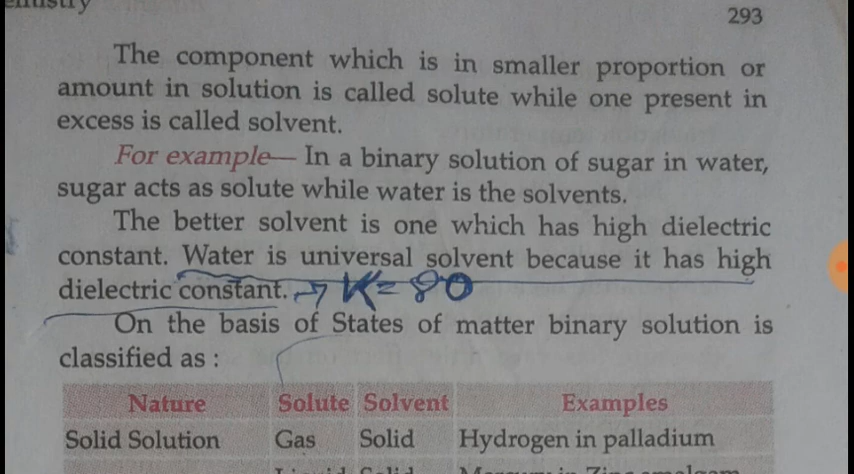 293
The component which is in smaller proportion or
amount in solution is called solute while one present in
excess is called solvent.
For example— In a binary solution of sugar in water,
sugar acts as solute while water is the solvents.
The better solvent is one which has high dielectric
constant. Water is universal solvent because it has high
dielectric constant. → K = 80
On the basis of States of matter binary solution is
classified as :
Nature Solute Solvent Examples
Solid Solution Gas Solid Hydrogen in palladium